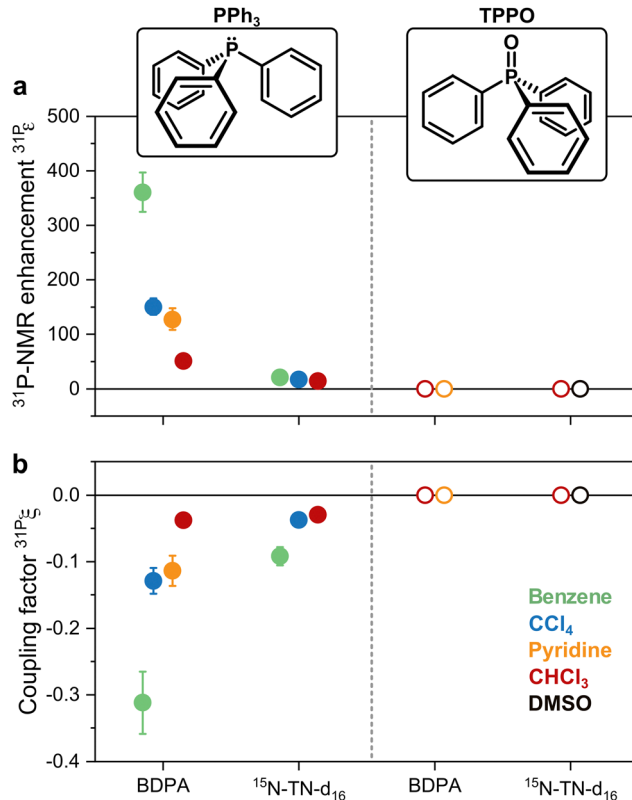 PPh₃ TPPO
P
O
P
a
³¹P-NMR enhancement ³¹ᴾε
500
400
300
200
100
50
0
b
Coupling factor ³¹ᴾξ
0.0
-0.1
-0.2
-0.3
-0.4
Benzene
CCl₄
Pyridine
CHCl₃
DMSO
BDPA ¹⁵N-TN-d₁₆ BDPA ¹⁵N-TN-d₁₆